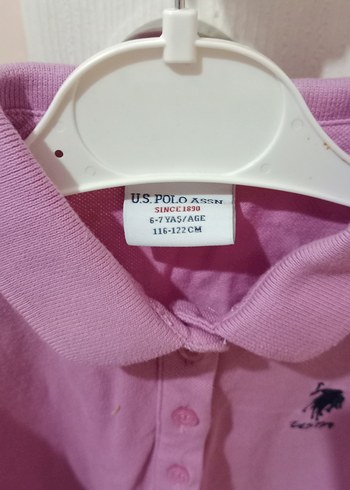 U.S. POLO ASSN.
SINCE 1890
6-7 YAŞ/AGE
116-122 CM